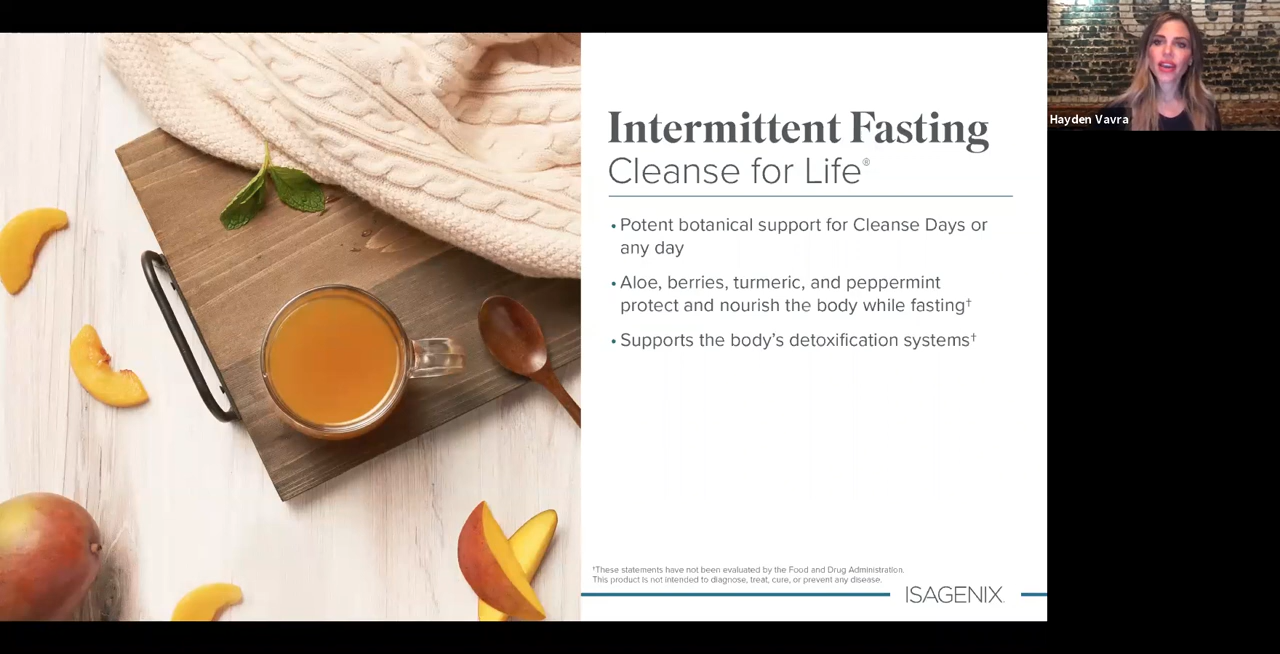 Intermittent Fasting
Cleanse for Life®
• Potent botanical support for Cleanse Days or
any day
• Aloe, berries, turmeric, and peppermint
protect and nourish the body while fasting†
• Supports the body’s detoxification systems†
†These statements have not been evaluated by the Food and Drug Administration.
This product is not intended to diagnose, treat, cure, or prevent any disease.
ISAGENIX.
Hayden Vavra